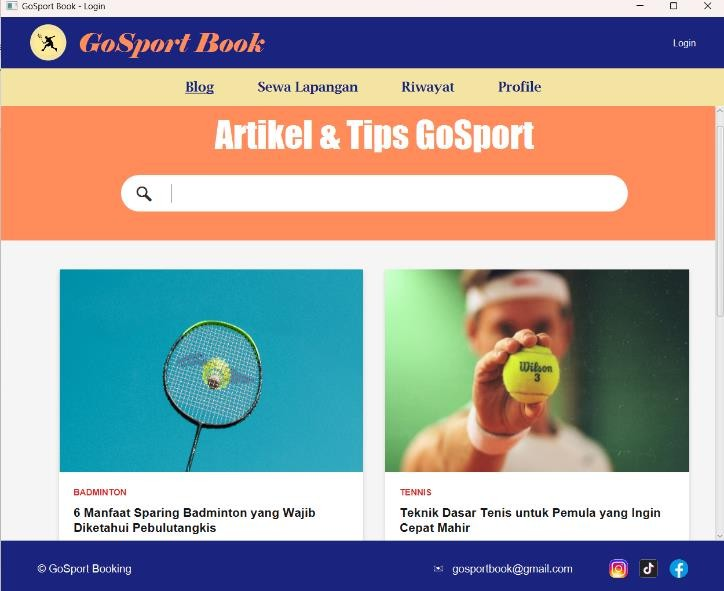 GoSport Book - Login
GoSport Book
Login
Blog Sewa Lapangan Riwayat Profile
Artikel & Tips GoSport
Wilson
3
BADMINTON
6 Manfaat Sparing Badminton yang Wajib
Diketahui Pebulutangkis
TENNIS
Teknik Dasar Tenis untuk Pemula yang Ingin
Cepat Mahir
© GoSport Booking
gosportbook@gmail.com